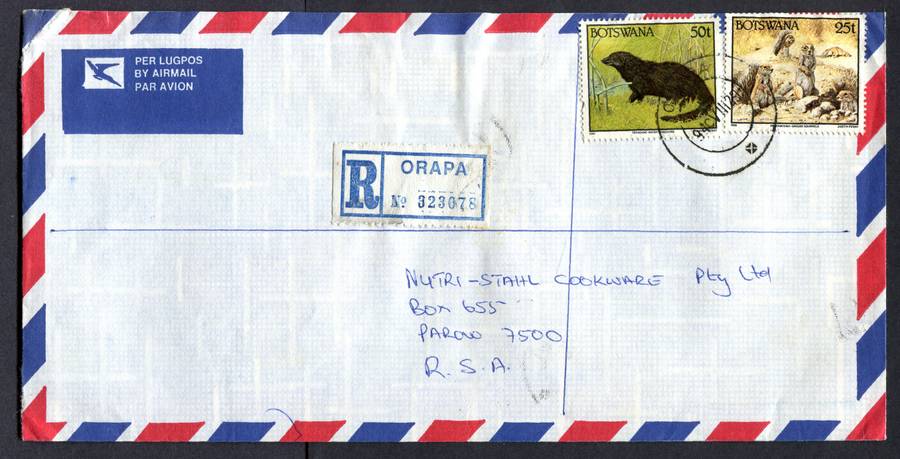 PER LUGPOS
BY AIRMAIL
PAR AVION
BOTSWANA 50t
BOTSWANA 25t
R ORAPA
No 323078
NUTRI-STAHL COOKWARE Pty Ltd
BOX 655
PAROW 7500
R.S.A.